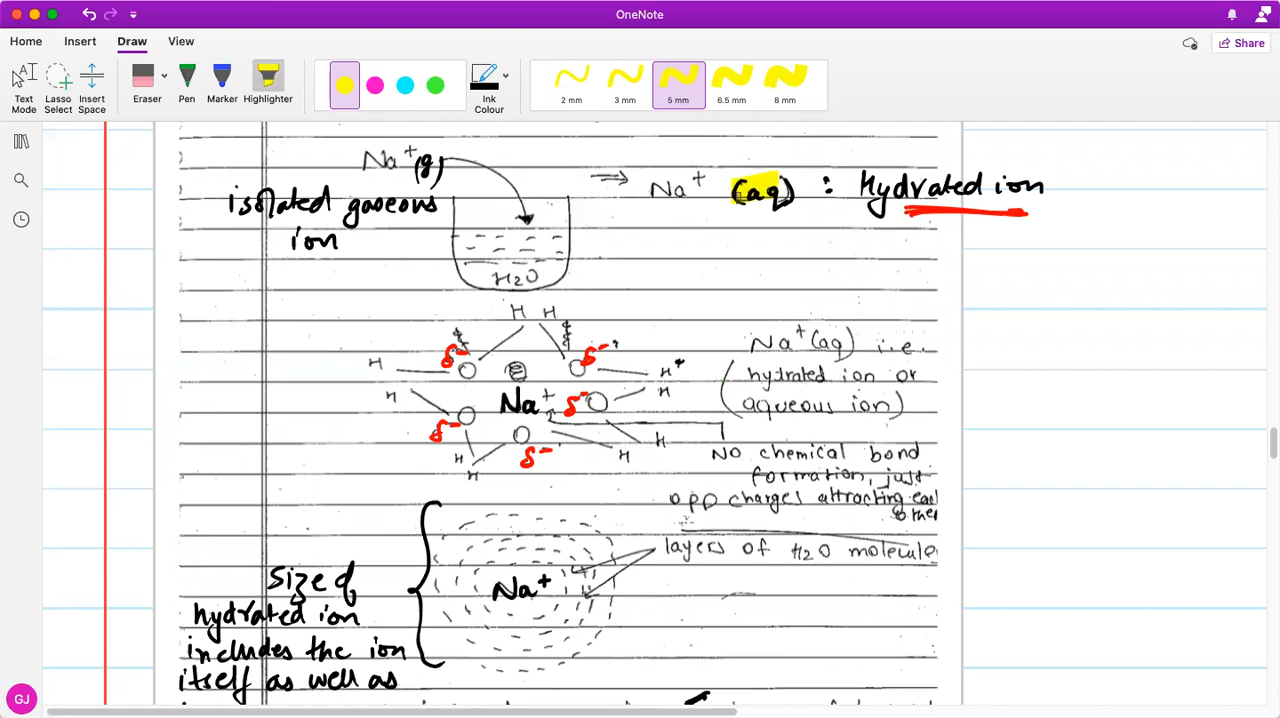 OneNote
Home Insert Draw View
Share
Text Mode
Lasso Select
Insert Space
Eraser
Pen
Marker
Highlighter
Ink Colour
2 mm
3 mm
5 mm
6.5 mm
8 mm
Na⁺(g)
isolated gaseous
ion
H₂O
⇒ Na⁺ (aq) : Hydrated ion
H H
δ⁻ δ⁻
H H⁺
H Na⁺ δ⁻ H
δ⁻ H
H δ⁻ H
H
Na⁺(aq) i.e.
(hydrated ion or
aqueous ion)
No chemical bond
formation, just
opp charges attracting
layers of H₂O molecule
Na⁺
Size of
hydrated ion
includes the ion
itself as well as
GJ